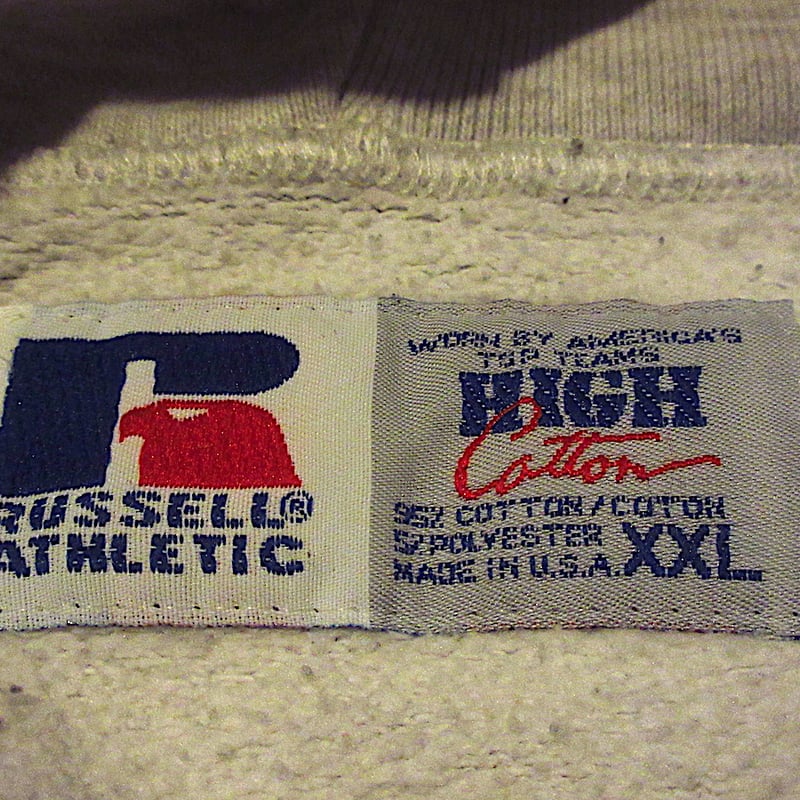 RUSSELL®
ATHLETIC
WORN BY AMERICA'S
TOP TEAMS
HIGH
Cotton
95% COTTON/COTON
5% POLYESTER
MADE IN U.S.A. XXL